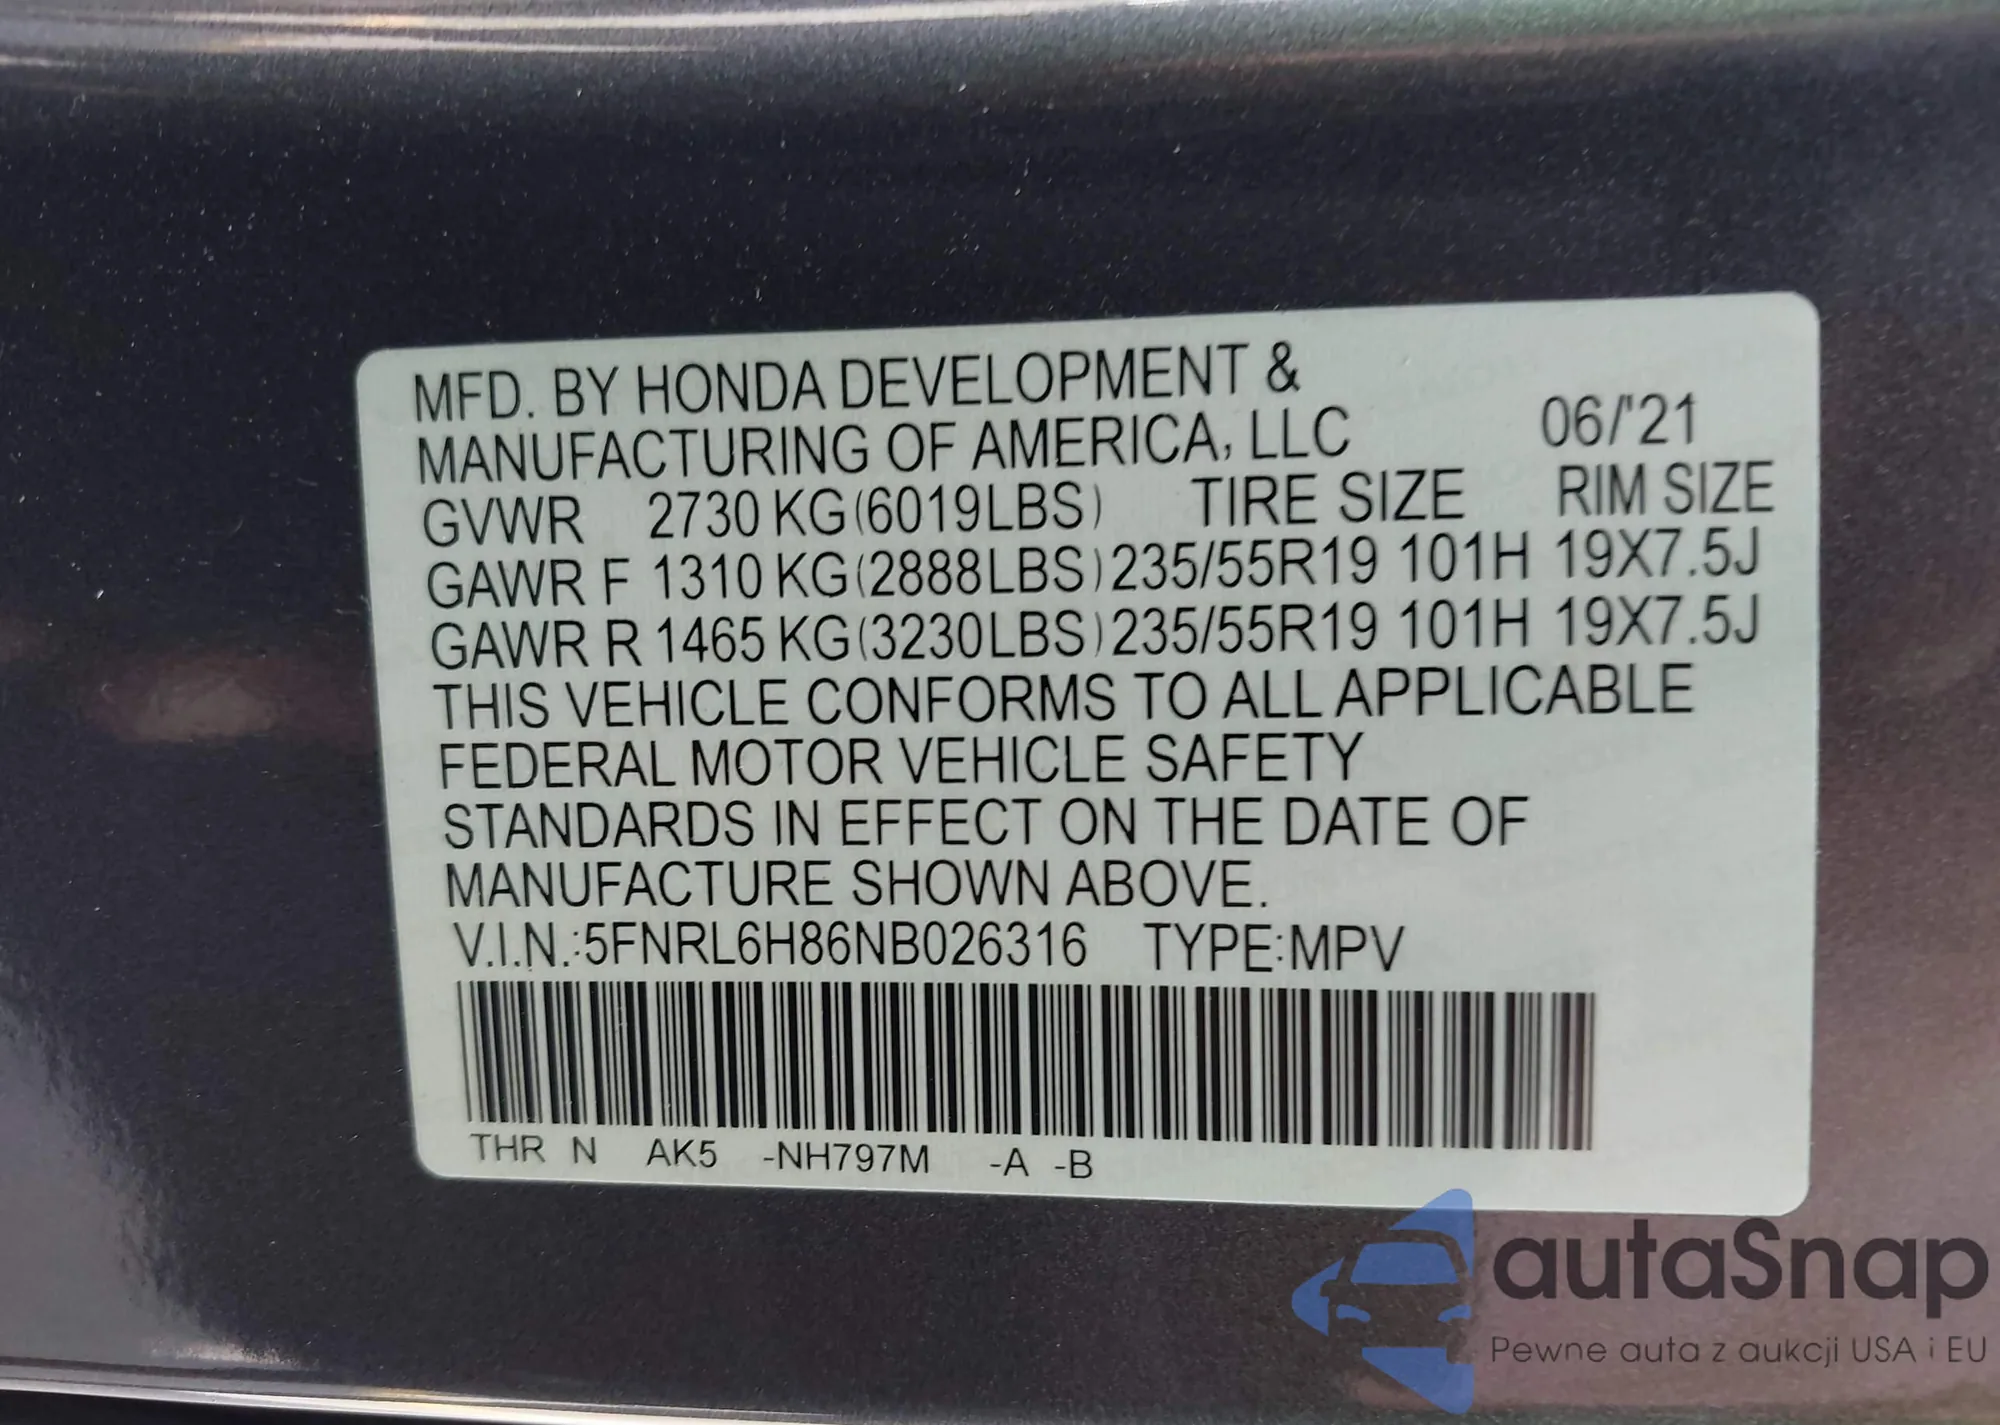 MFD. BY HONDA DEVELOPMENT &
MANUFACTURING OF AMERICA, LLC 06/'21
GVWR 2730 KG (6019LBS) TIRE SIZE RIM SIZE
GAWR F 1310 KG (2888LBS) 235/55R19 101H 19X7.5J
GAWR R 1465 KG (3230LBS) 235/55R19 101H 19X7.5J
THIS VEHICLE CONFORMS TO ALL APPLICABLE
FEDERAL MOTOR VEHICLE SAFETY
STANDARDS IN EFFECT ON THE DATE OF
MANUFACTURE SHOWN ABOVE.
V.I.N.:5FNRL6H86NB026316 TYPE:MPV
THR N AK5 -NH797M -A -B
autaSnap
Pewne auta z aukcji USA i EU